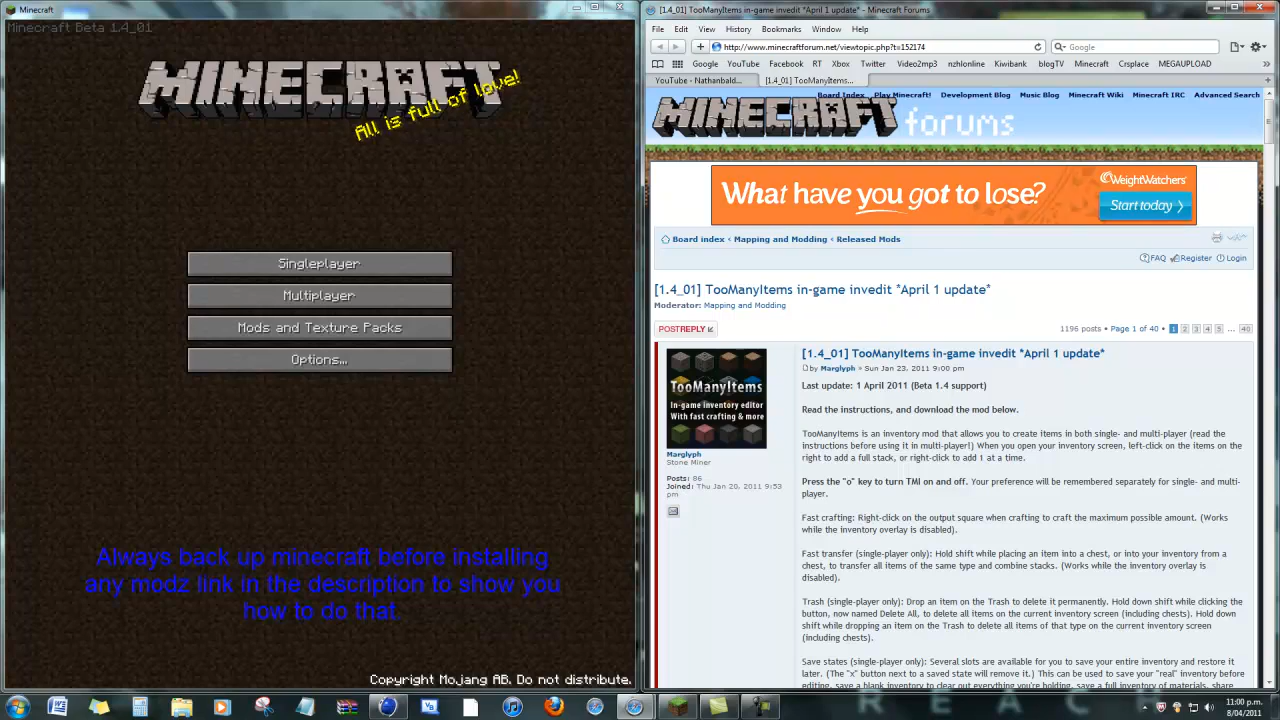 Minecraft
Minecraft Beta 1.4_01
MINECRAFT
All is full of love!
Singleplayer
Multiplayer
Mods and Texture Packs
Options...
Always back up minecraft before installing
any modz link in the description to show you
how to do that.
Copyright Mojang AB. Do not distribute.
[1.4_01] TooManyItems in-game invedit *April 1 update* - Minecraft Forums
File Edit View History Bookmarks Window Help
http://www.minecraftforum.net/viewtopic.php?t=152174
Google
Google YouTube Facebook RT Xbox Twitter Video2mp3 nzhlonline Kiwibank blogTV Minecraft Crsplace MEGAUPLOAD
YouTube - Nathanbald...
[1.4_01] TooManyItems...
Board Index Play Minecraft! Development Blog Music Blog Minecraft Wiki Minecraft IRC Advanced Search
MINECRAFT forums
What have you got to lose?
WeightWatchers
Start today
Board index ‹ Mapping and Modding ‹ Released Mods
FAQ Register Login
[1.4_01] TooManyItems in-game invedit *April 1 update*
Moderator: Mapping and Modding
POSTREPLY
1196 posts • Page 1 of 40 • 1 2 3 4 5 ... 40
TooManyItems
In-game inventory editor
With fast crafting & more
Marglyph
Stone Miner
Posts: 86
Joined: Thu Jan 20, 2011 9:53
pm
[1.4_01] TooManyItems in-game invedit *April 1 update*
by Marglyph » Sun Jan 23, 2011 9:00 pm
Last update: 1 April 2011 (Beta 1.4 support)
Read the instructions, and download the mod below.
TooManyItems is an inventory mod that allows you to create items in both single- and multi-player (read the
instructions before using it in multi-player!) When you open your inventory screen, left-click on the items on the
right to add a full stack, or right-click to add 1 at a time.
Press the "o" key to turn TMI on and off. Your preference will be remembered separately for single- and multi-
player.
Fast crafting: Right-click on the output square when crafting to craft the maximum possible amount. (Works
while the inventory overlay is disabled).
Fast transfer (single-player only): Hold shift while placing an item into a chest, or into your inventory from a
chest, to transfer all items of the same type and combine stacks. (Works while the inventory overlay is
disabled).
Trash (single-player only): Drop an item on the Trash to delete it permanently. Hold down shift while clicking the
button, now named Delete All, to delete all items on the current inventory screen (including chests). Hold down
shift while dropping an item on the Trash to delete all items of that type on the current inventory screen
(including chests).
Save states (single-player only): Several slots are available for you to save your entire inventory and restore it
later. (The "x" button next to a saved state will remove it.) This can be used to save your "real" inventory before
editing, save a blank inventory to clear out everything you're holding, save a full inventory of materials, share
11:00 p.m.
8/04/2011